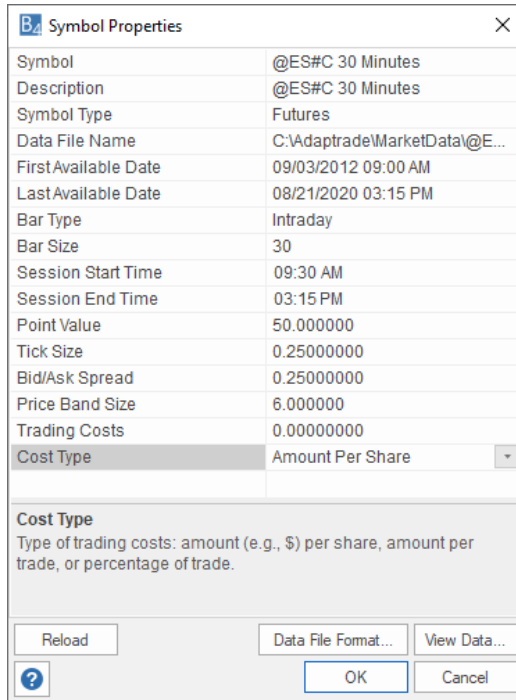 B4 Symbol Properties
Symbol @ES#C 30 Minutes
Description @ES#C 30 Minutes
Symbol Type Futures
Data File Name C:\Adaptrade\MarketData\@E...
First Available Date 09/03/2012 09:00 AM
Last Available Date 08/21/2020 03:15 PM
Bar Type Intraday
Bar Size 30
Session Start Time 09:30 AM
Session End Time 03:15 PM
Point Value 50.000000
Tick Size 0.25000000
Bid/Ask Spread 0.25000000
Price Band Size 6.000000
Trading Costs 0.00000000
Cost Type Amount Per Share
Cost Type
Type of trading costs: amount (e.g., $) per share, amount per
trade, or percentage of trade.
Reload Data File Format... View Data...
? OK Cancel